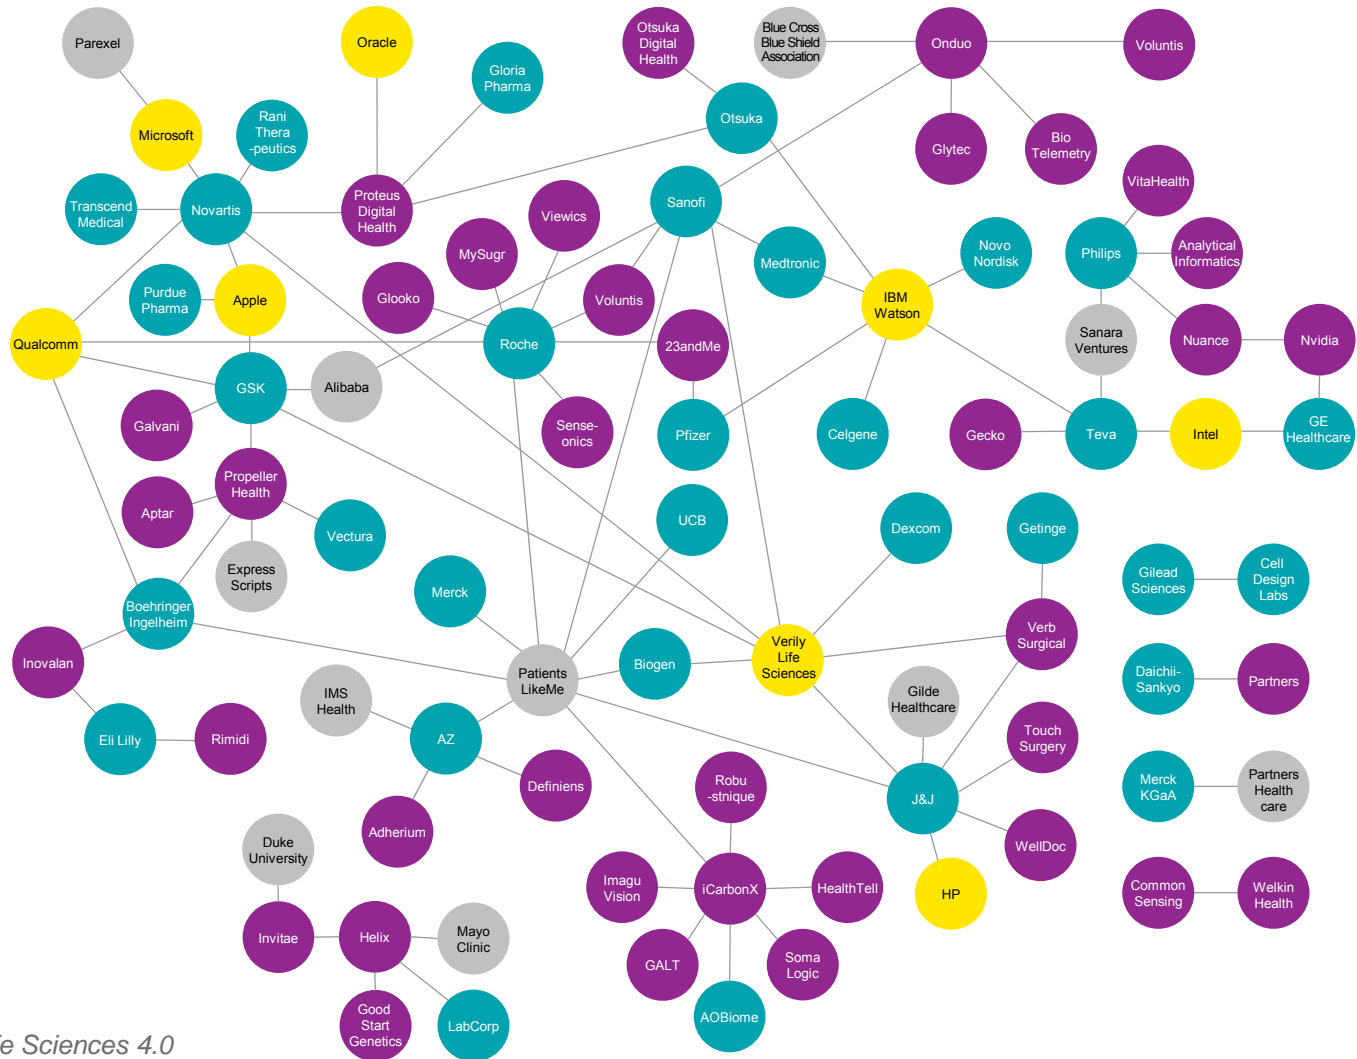 Parexel
Oracle
Otsuka
Digital
Health
Blue Cross
Blue Shield
Association
Onduo
Voluntis
Gloria
Pharma
Otsuka
Microsoft
Rani
Thera
-peutics
Glytec
Bio
Telemetry
VitaHealth
Transcend
Medical
Novartis
Proteus
Digital
Health
Viewics
Sanofi
MySugr
Medtronic
Novo
Nordisk
Philips
Analytical
Informatics
Purdue
Pharma
Apple
Glooko
Voluntis
IBM
Watson
Qualcomm
Roche
23andMe
Sanara
Ventures
Nuance
Nvidia
GSK
Alibaba
Galvani
Sense-
onics
Pfizer
Celgene
Gecko
Teva
Intel
GE
Healthcare
Propeller
Health
Aptar
Vectura
UCB
Dexcom
Getinge
Express
Scripts
Merck
Gilead
Sciences
Cell
Design
Labs
Boehringer
Ingelheim
Inovalan
Patients
LikeMe
Biogen
Verily
Life
Sciences
Verb
Surgical
IMS
Health
Gilde
Healthcare
Daichii-
Sankyo
Partners
Eli Lilly
Rimidi
AZ
Touch
Surgery
Definiens
Robu
-stnique
J&J
Merck
KGaA
Partners
Health
care
Adherium
Duke
University
WellDoc
Imagu
Vision
iCarbonX
HealthTell
HP
Common
Sensing
Welkin
Health
Invitae
Helix
Mayo
Clinic
GALT
Soma
Logic
Good
Start
Genetics
LabCorp
AOBiome
fe Sciences 4.0